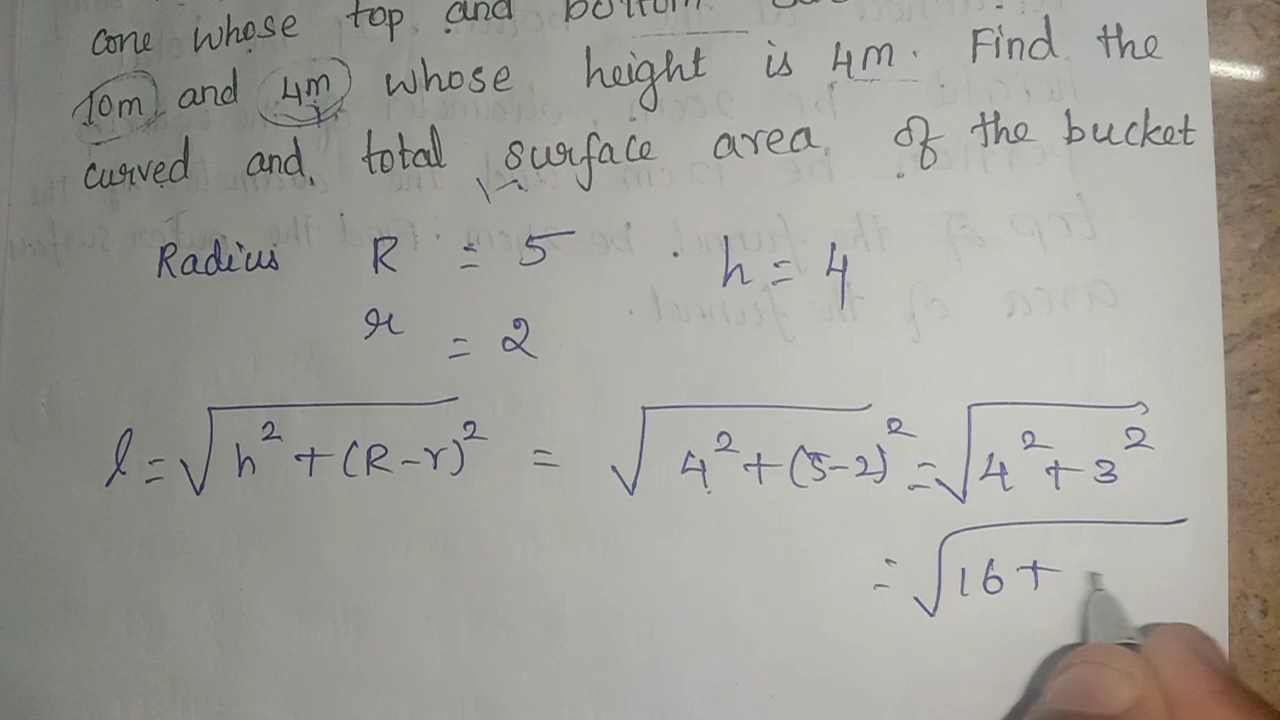 cone whose top and bottom
10m and 4m whose height is 4m. Find the
curved and total surface area of the bucket
Radius R = 5 h = 4
r = 2
l = √h² + (R-r)² = √4² + (5-2)² = √4² + 3²
= √16 +